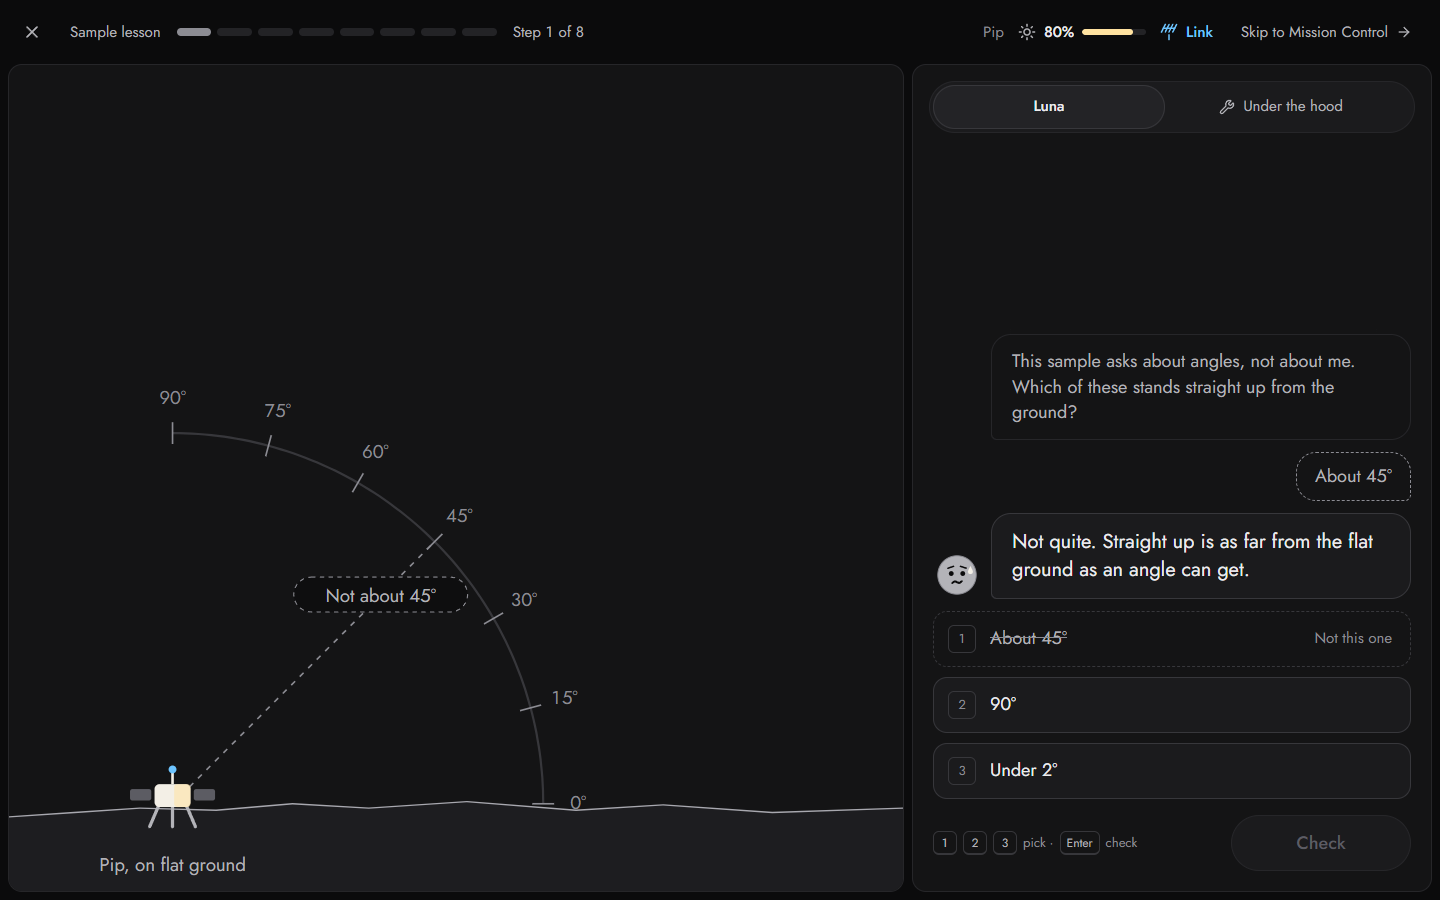 Sample lesson
Step 1 of 8
Pip
80%
Link
Skip to Mission Control
90°
75°
60°
45°
Not about 45°
30°
15°
0°
Pip, on flat ground
Luna
Under the hood
This sample asks about angles, not about me.
Which of these stands straight up from the
ground?
About 45°
Not quite. Straight up is as far from the flat
ground as an angle can get.
1 About 45° Not this one
2 90°
3 Under 2°
1 2 3 pick · Enter check
Check